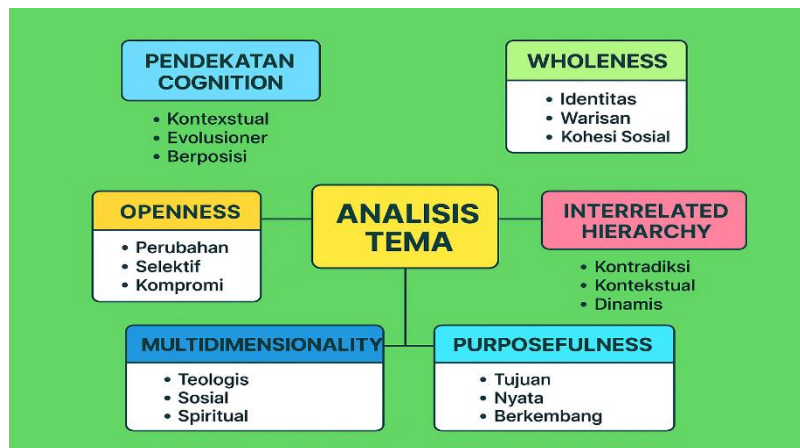 PENDEKATAN
COGNITION
• Kontexstual
• Evolusioner
• Berposisi
WHOLENESS
• Identitas
• Warisan
• Kohesi Sosial
OPENNESS
• Perubahan
• Selektif
• Kompromi
ANALISIS
TEMA
INTERRELATED
HIERARCHY
• Kontradiksi
• Kontekstual
• Dinamis
MULTIDIMENSIONALITY
• Teologis
• Sosial
• Spiritual
PURPOSEFULNESS
• Tujuan
• Nyata
• Berkembang